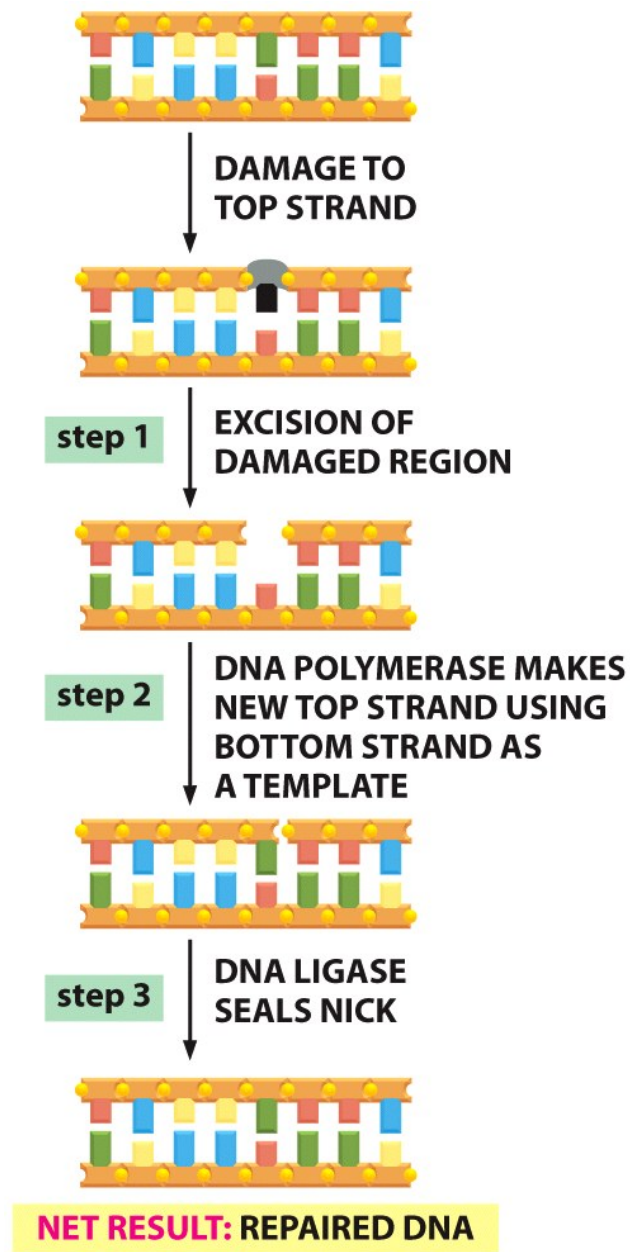 DAMAGE TO
TOP STRAND
step 1
EXCISION OF
DAMAGED REGION
step 2
DNA POLYMERASE MAKES
NEW TOP STRAND USING
BOTTOM STRAND AS
A TEMPLATE
step 3
DNA LIGASE
SEALS NICK
NET RESULT: REPAIRED DNA